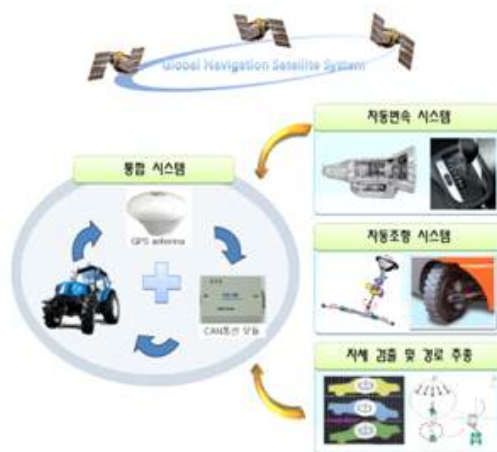 Global Navigation Satellite System
자동변속 시스템
통합 시스템
GPS antenna
자동조향 시스템
CAN통신 모듈
자세 검출 및 경로 추종